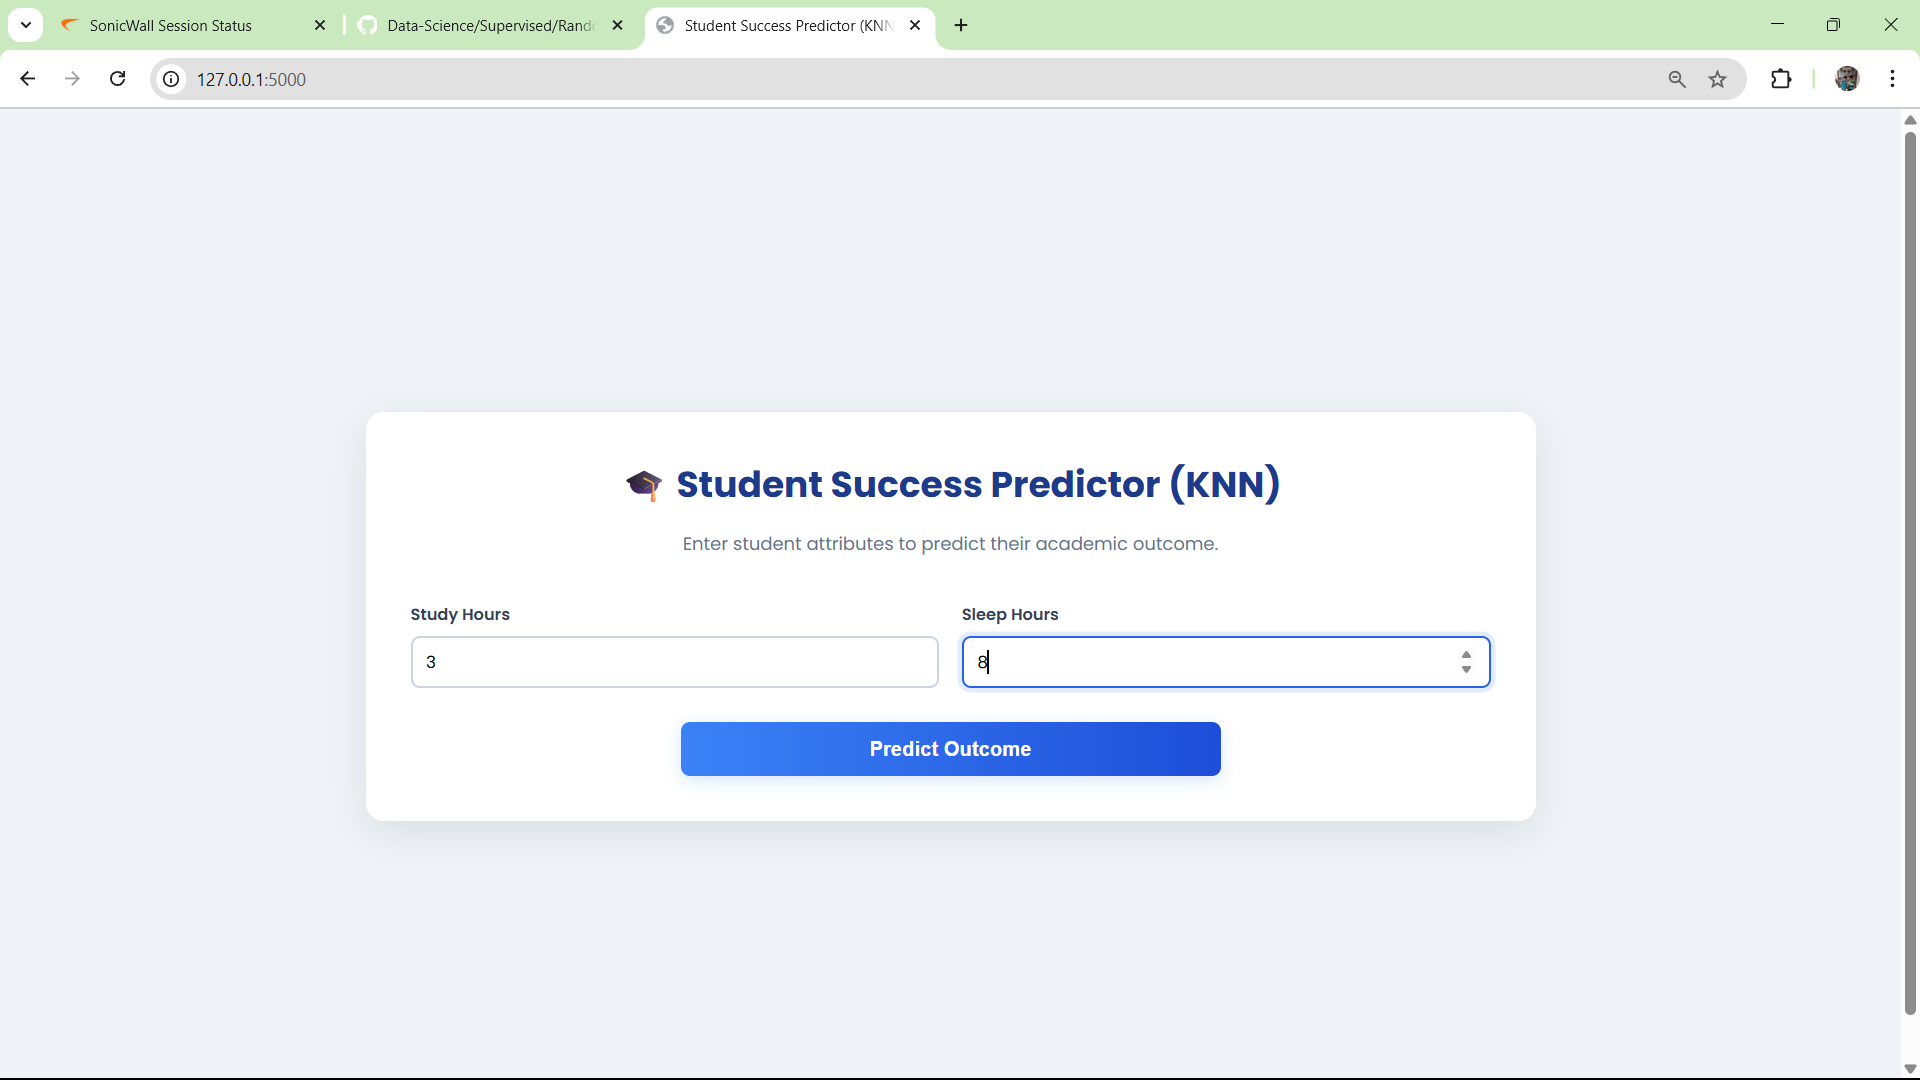 SonicWall Session Status
Data-Science/Supervised/Rand
Student Success Predictor (KNN
127.0.0.1:5000
🎓 Student Success Predictor (KNN)
Enter student attributes to predict their academic outcome.
Study Hours
Sleep Hours
3
8
Predict Outcome